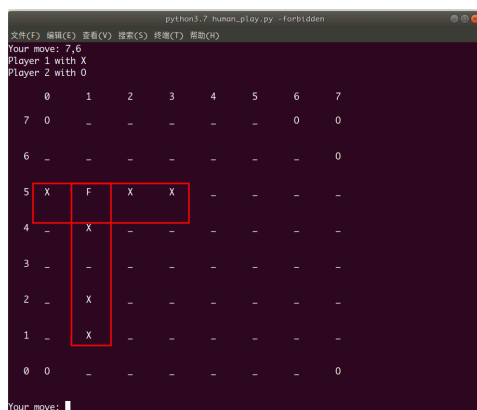 python3.7 human_play.py -forbidden
文件(F) 编辑(E) 查看(V) 搜索(S) 终端(T) 帮助(H)
Your move: 7,6
Player 1 with X
Player 2 with O
0 1 2 3 4 5 6 7
7 O _ _ _ _ _ O O
6 _ _ _ _ _ _ _ O
5 X F X X _ _ _ _
4 _ X _ _ _ _ _ _
3 _ _ _ _ _ _ _ _
2 _ X _ _ _ _ _ _
1 _ X _ _ _ _ _ _
0 O _ _ _ _ _ _ O
Your move: